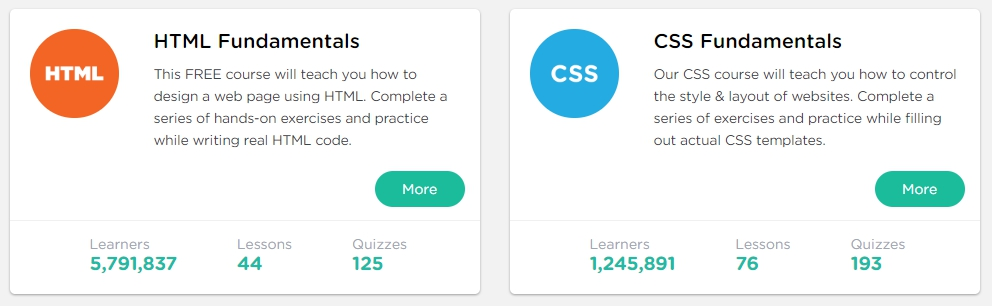 HTML
HTML Fundamentals
This FREE course will teach you how to
design a web page using HTML. Complete a
series of hands-on exercises and practice
while writing real HTML code.
More
Learners Lessons Quizzes
5,791,837 44 125
CSS
CSS Fundamentals
Our CSS course will teach you how to control
the style & layout of websites. Complete a
series of exercises and practice while filling
out actual CSS templates.
More
Learners Lessons Quizzes
1,245,891 76 193